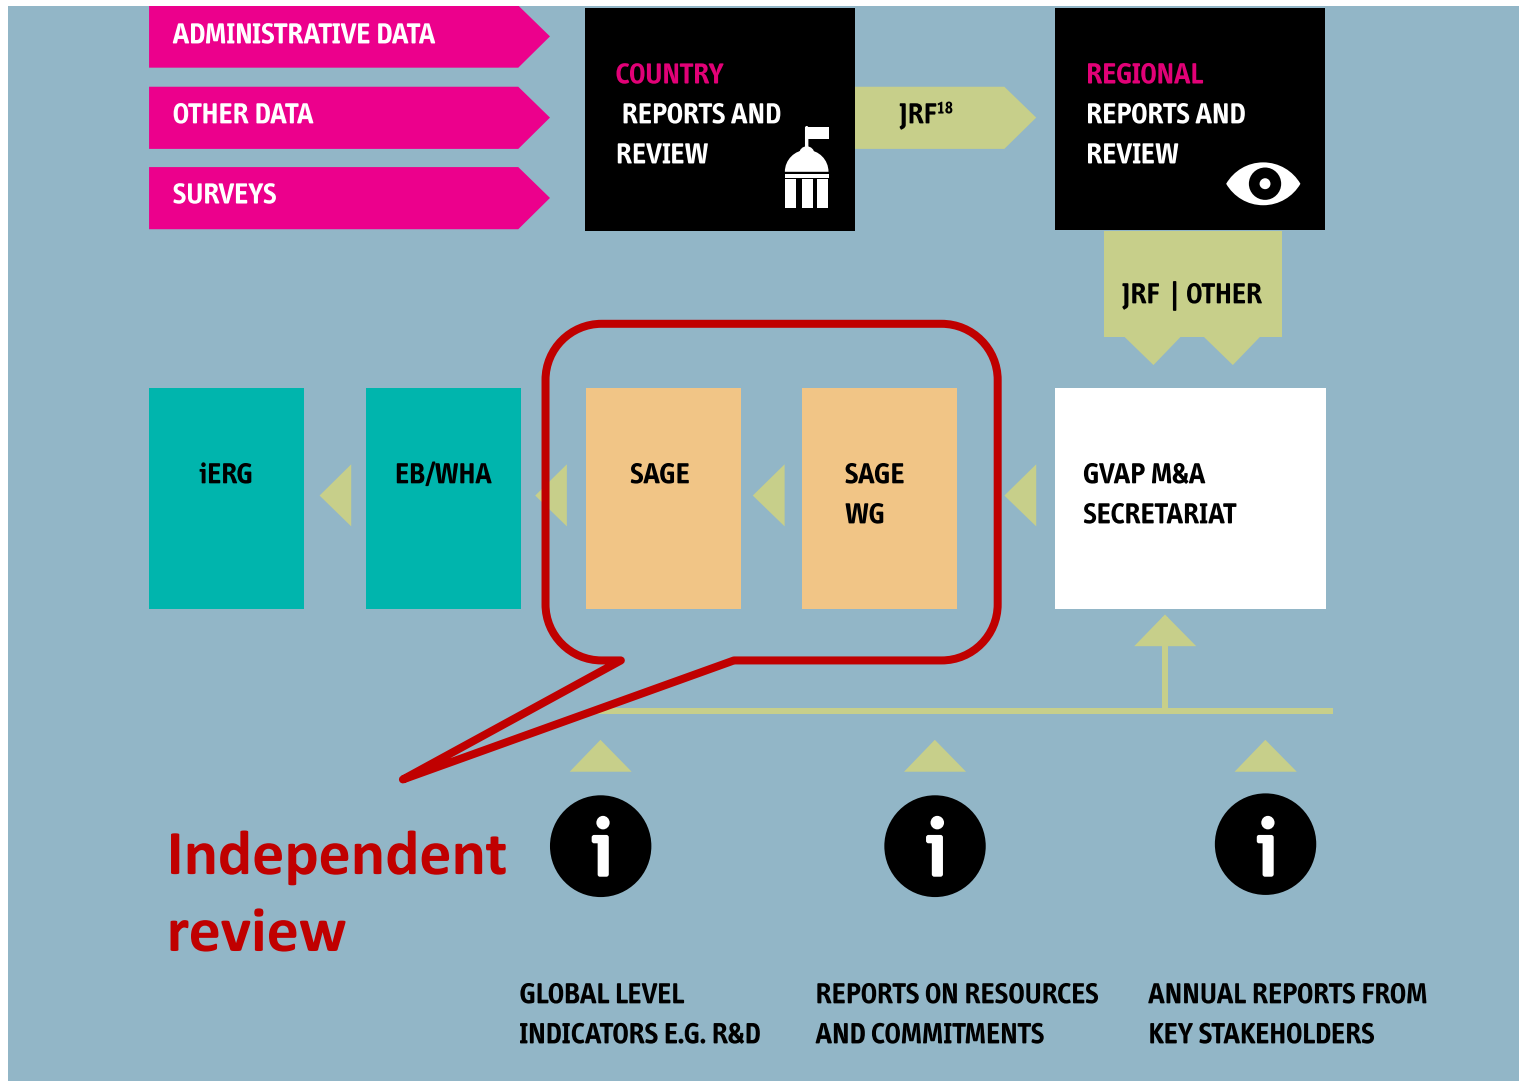 ADMINISTRATIVE DATA
OTHER DATA
SURVEYS
COUNTRY
REPORTS AND
REVIEW
JRF¹⁸
REGIONAL
REPORTS AND
REVIEW
JRF | OTHER
iERG
EB/WHA
SAGE
SAGE
WG
GVAP M&A
SECRETARIAT
Independent
review
GLOBAL LEVEL
INDICATORS E.G. R&D
REPORTS ON RESOURCES
AND COMMITMENTS
ANNUAL REPORTS FROM
KEY STAKEHOLDERS